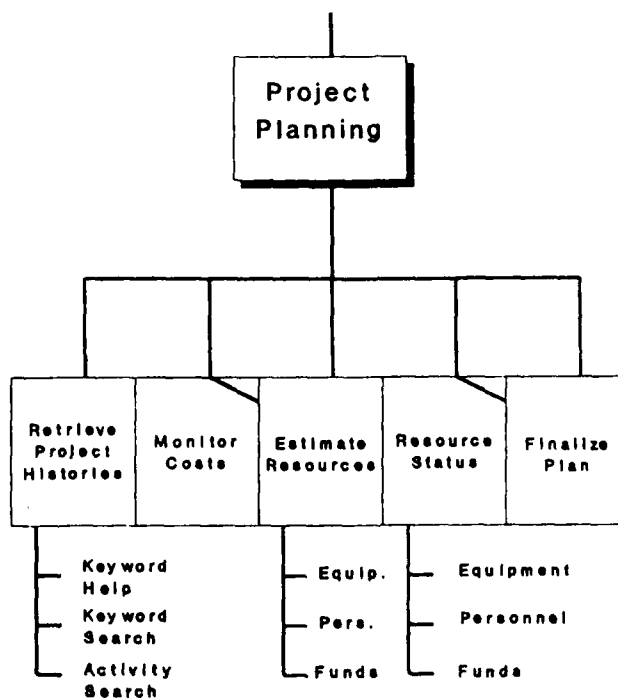 Project
Planning
Retrieve
Project
Histories
Monitor
Costs
Estimate
Resources
Resource
Status
Finalize
Plan
Keyword
Help
Keyword
Search
Activity
Search
Equip.
Pers.
Funds
Equipment
Personnel
Funds